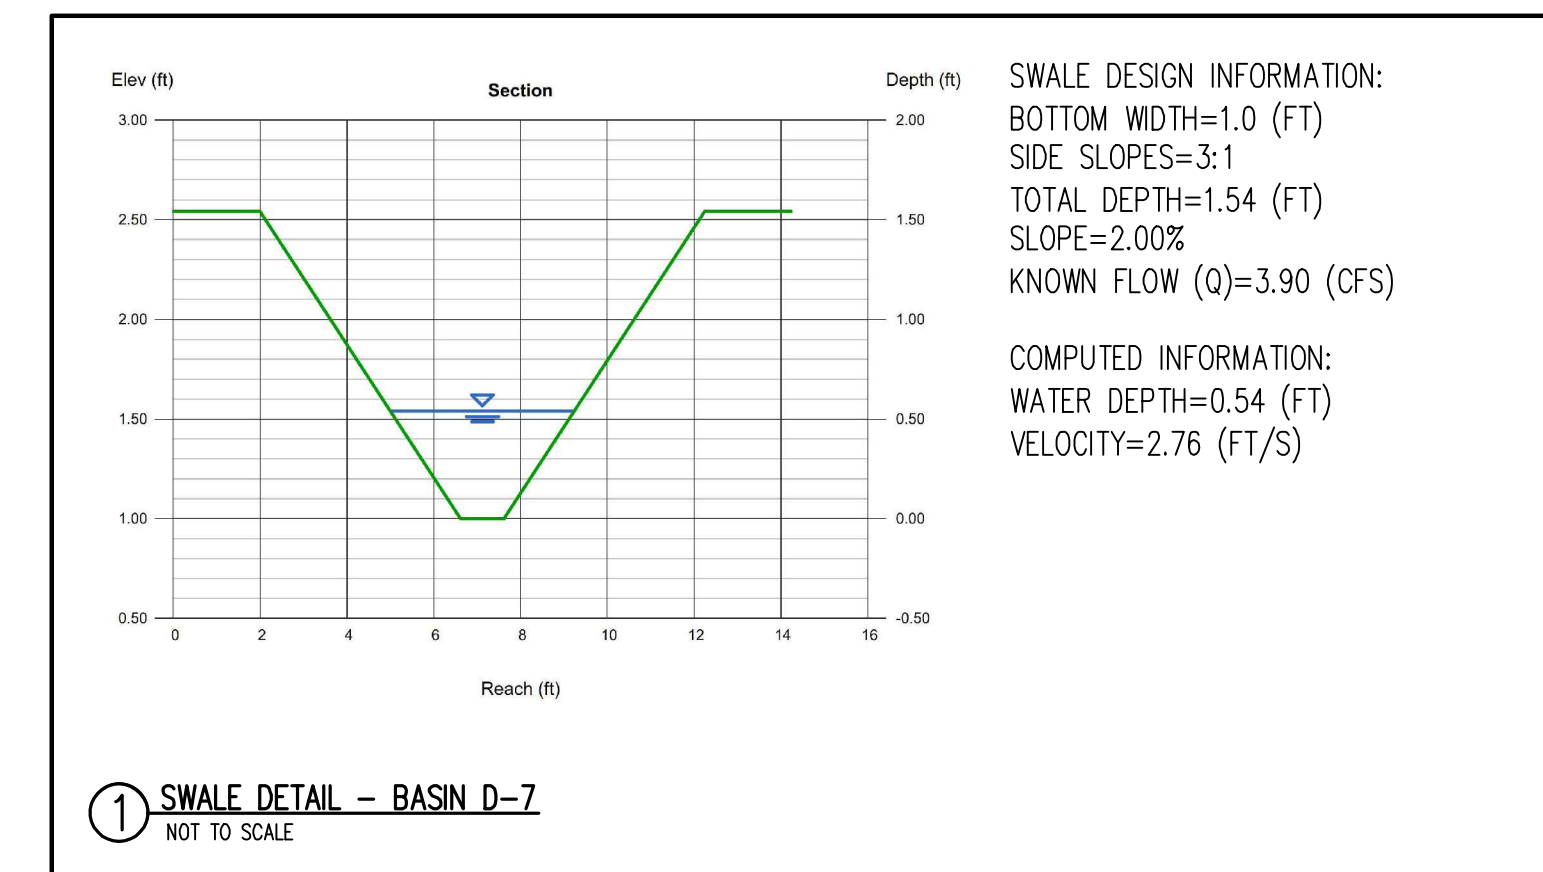 Elev (ft)
Section
Depth (ft)
3.00
2.00
2.50
1.50
2.00
1.00
1.50
0.50
1.00
0.00
0.50
-0.50
0 2 4 6 8 10 12 14 16
Reach (ft)
SWALE DESIGN INFORMATION:
BOTTOM WIDTH=1.0 (FT)
SIDE SLOPES=3:1
TOTAL DEPTH=1.54 (FT)
SLOPE=2.00%
KNOWN FLOW (Q)=3.90 (CFS)
COMPUTED INFORMATION:
WATER DEPTH=0.54 (FT)
VELOCITY=2.76 (FT/S)
1 SWALE DETAIL – BASIN D–7
NOT TO SCALE